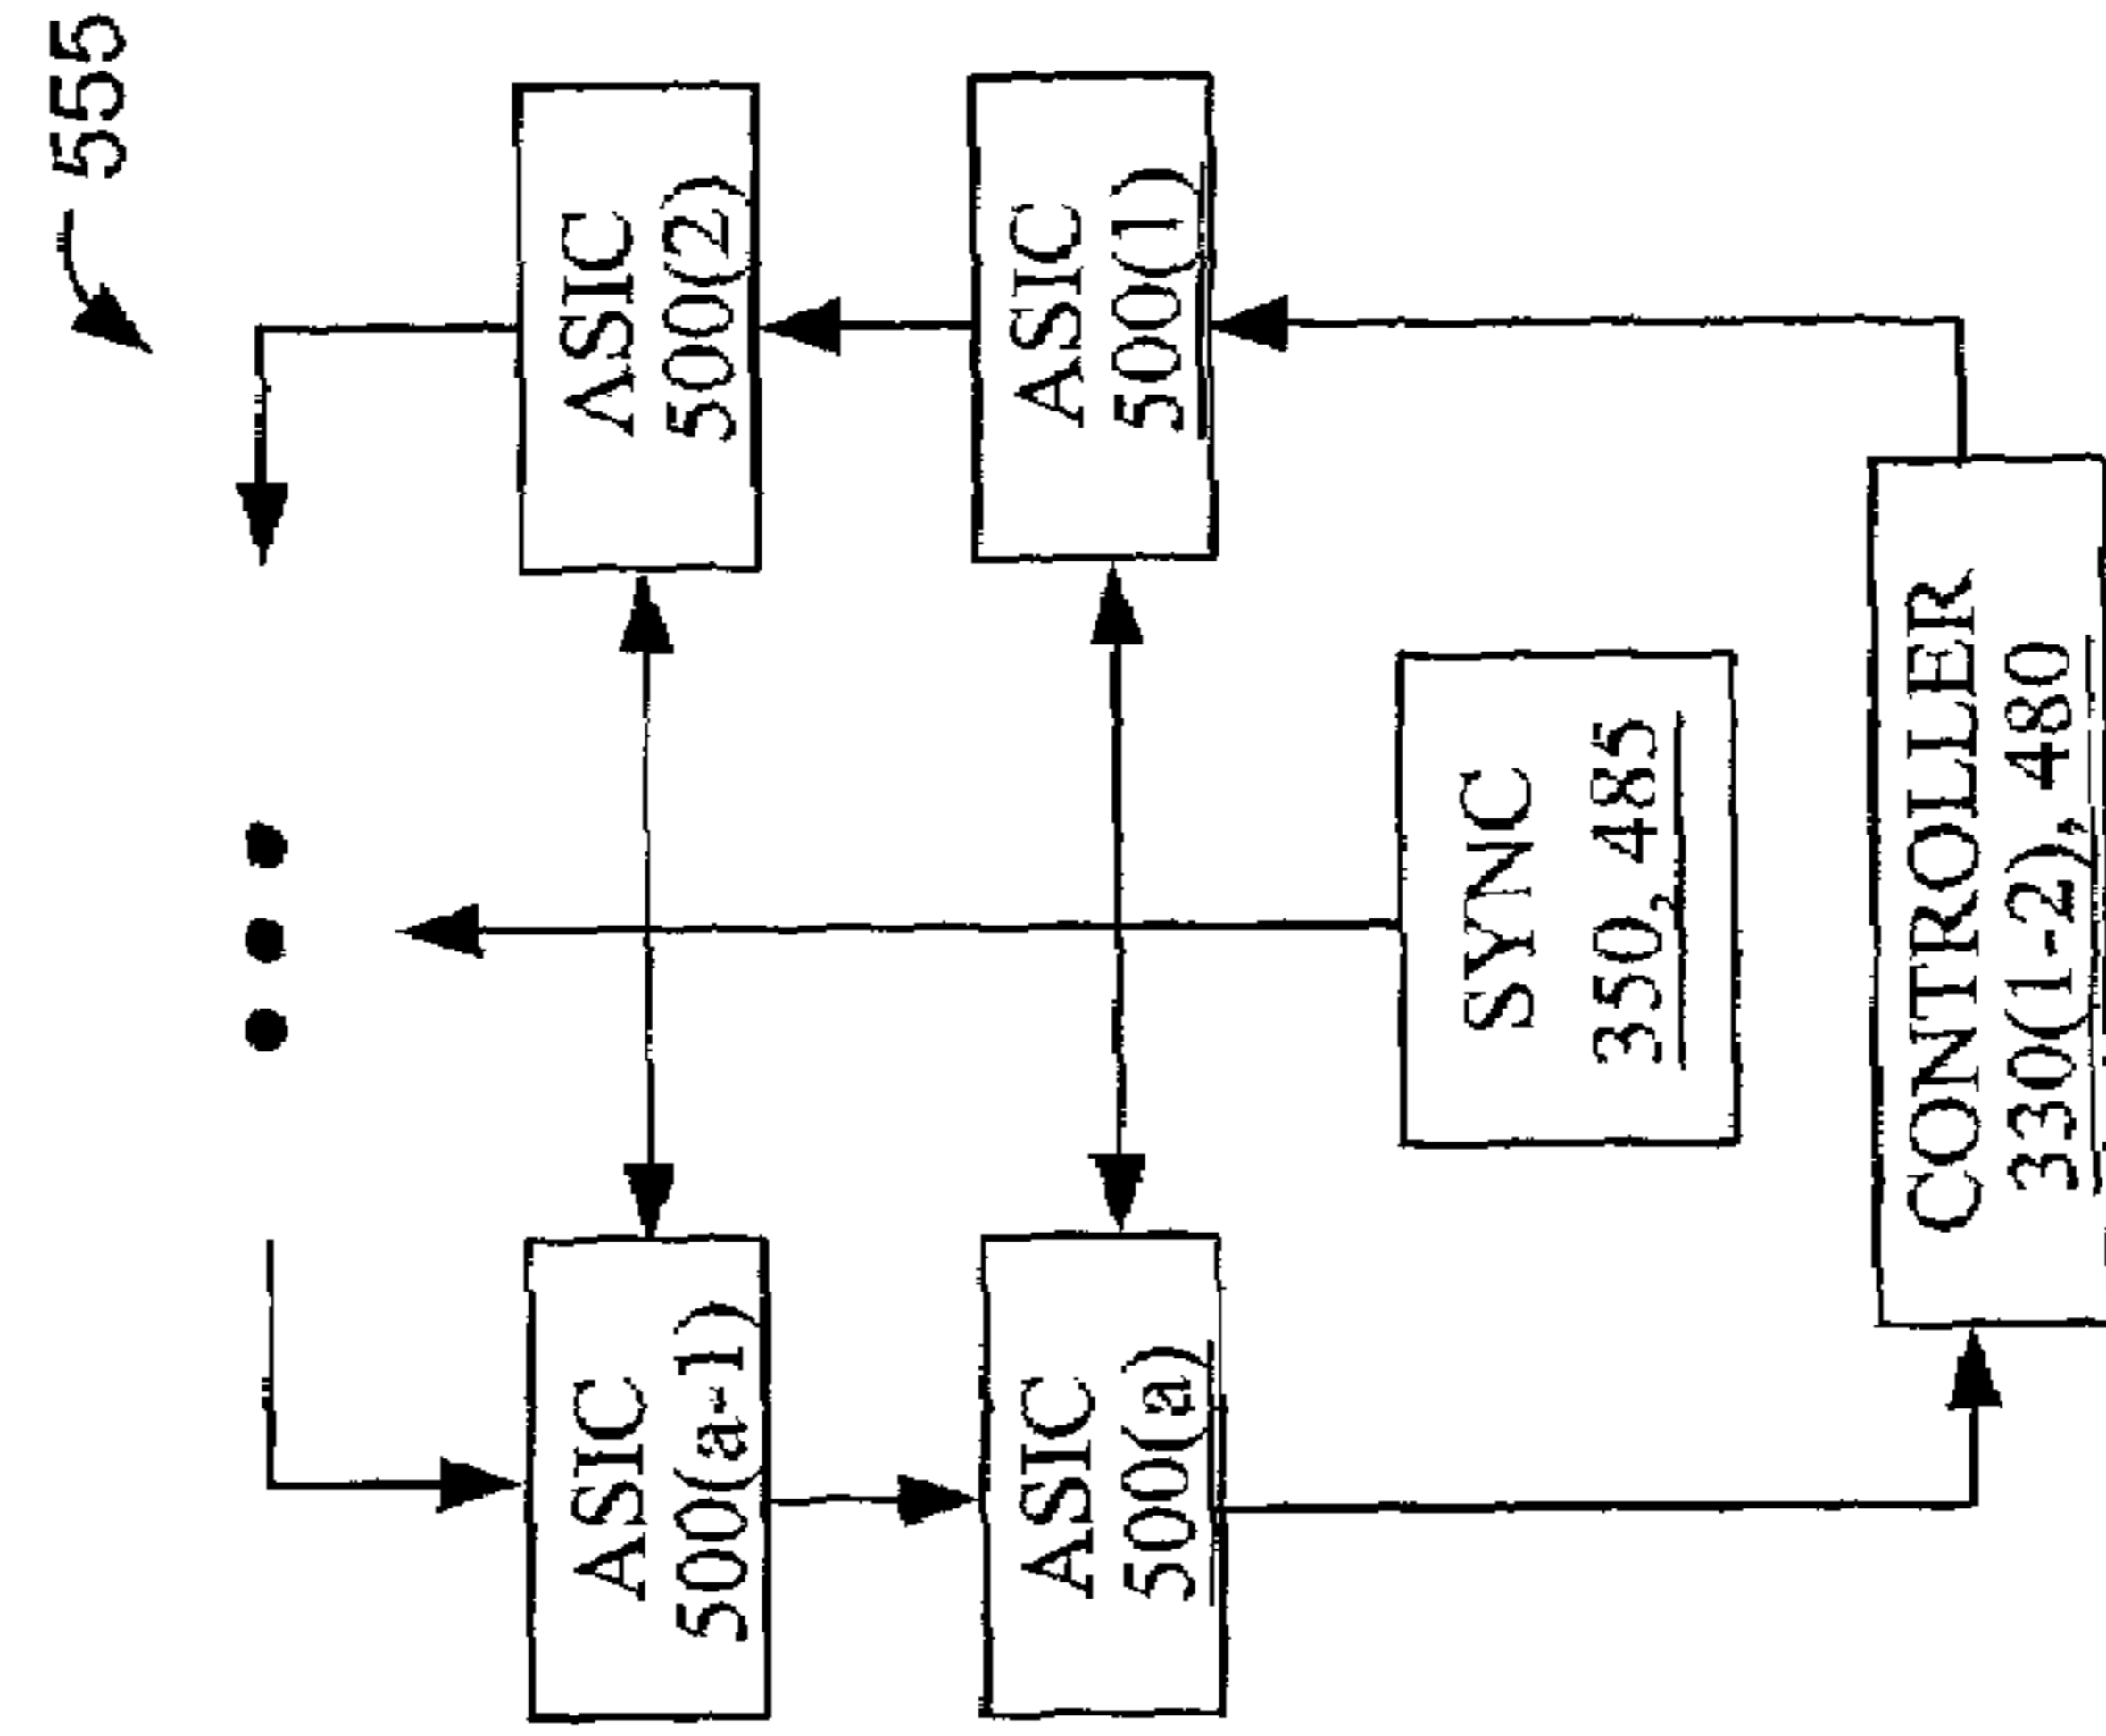 555
ASIC
500(a-1)
ASIC
500(2)
ASIC
500(a)
ASIC
500(1)
SYNC
350, 485
CONTROLLER
330(1-2), 480